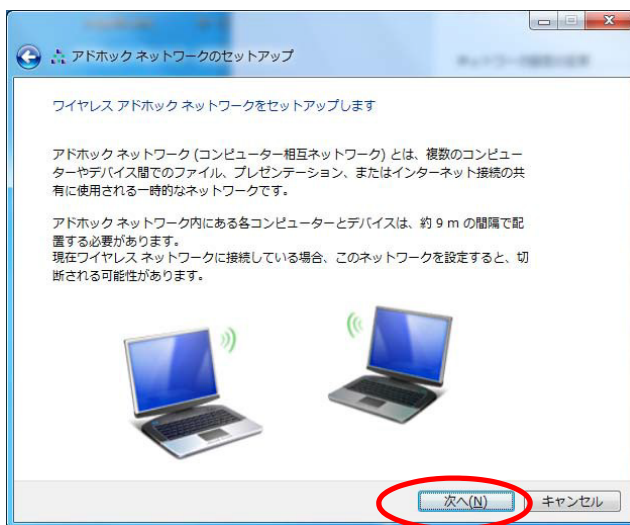 アドホック ネットワークのセットアップ
ワイヤレス アドホック ネットワークをセットアップします
アドホック ネットワーク (コンピューター相互ネットワーク) とは、複数のコンピュー
ターやデバイス間でのファイル、プレゼンテーション、またはインターネット接続の共
有に使用される一時的なネットワークです。
アドホック ネットワーク内にある各コンピューターとデバイスは、約 9 m の間隔で配
置する必要があります。
現在ワイヤレス ネットワークに接続している場合、このネットワークを設定すると、切
断される可能性があります。
次へ(N)
キャンセル